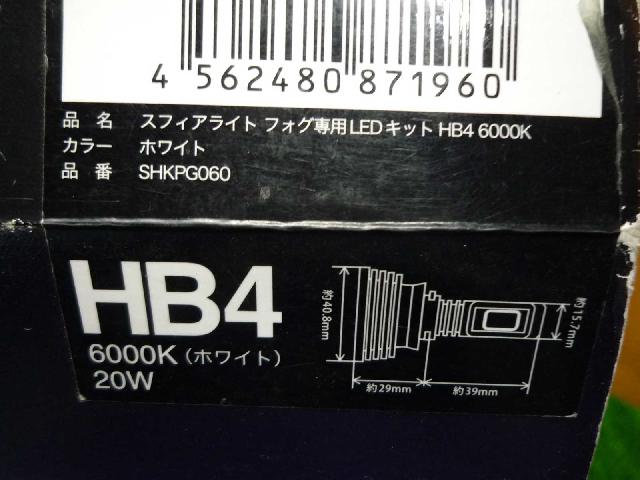 4 562480 871960
品 名 スフィアライト フォグ専用LEDキット HB4 6000K
カラー ホワイト
品 番 SHKPG060
HB4
6000K (ホワイト)
20W
約40.8mm
約15.7mm
約29mm
約39mm